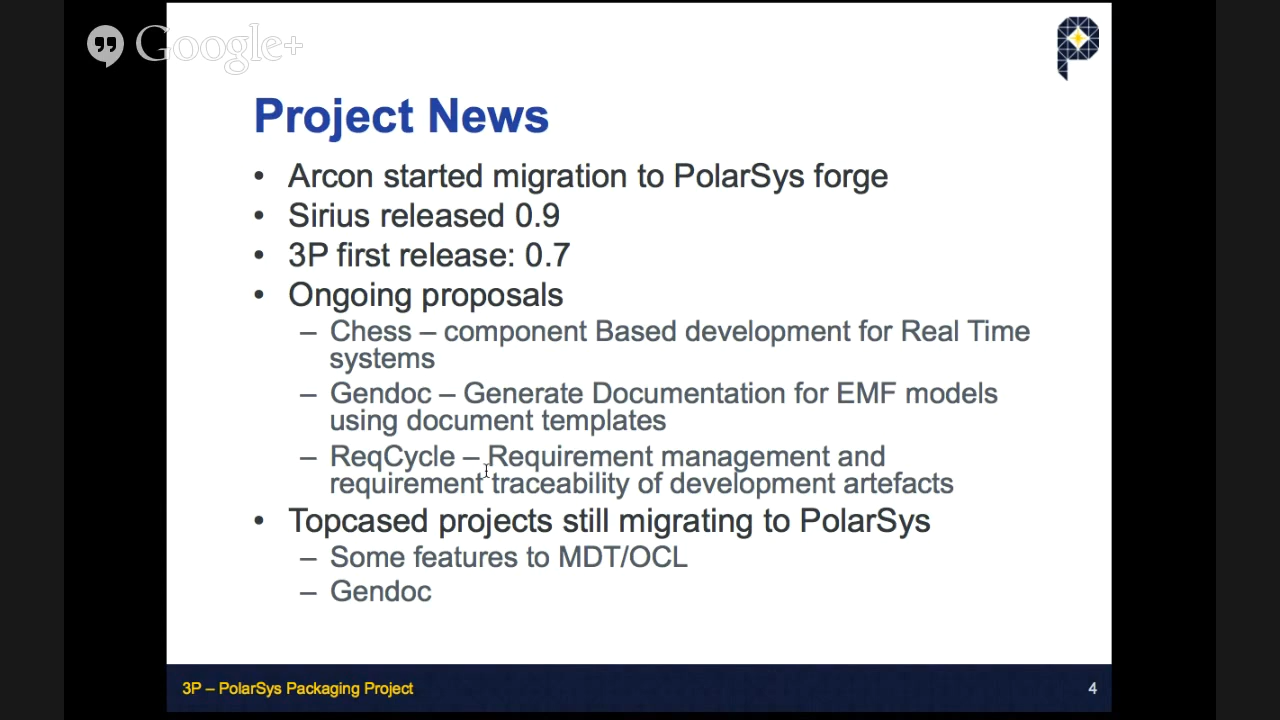 Google+
Project News
• Arcon started migration to PolarSys forge
• Sirius released 0.9
• 3P first release: 0.7
• Ongoing proposals
– Chess – component Based development for Real Time
systems
– Gendoc – Generate Documentation for EMF models
using document templates
– ReqCycle – Requirement management and
requirement traceability of development artefacts
• Topcased projects still migrating to PolarSys
– Some features to MDT/OCL
– Gendoc
3P – PolarSys Packaging Project
4